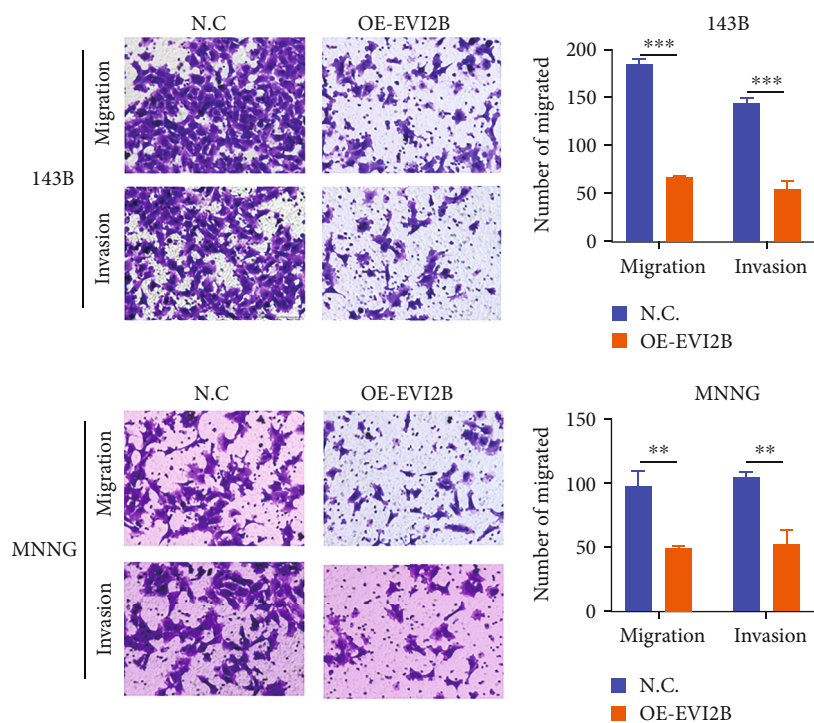 N.C
OE-EVI2B
143B
Migration
Invasion
143B
Number of migrated
200
150
100
50
0
***
***
Migration
Invasion
N.C.
OE-EVI2B
N.C
OE-EVI2B
MNNG
Migration
Invasion
MNNG
Number of migrated
150
100
50
0
**
**
Migration
Invasion
N.C.
OE-EVI2B